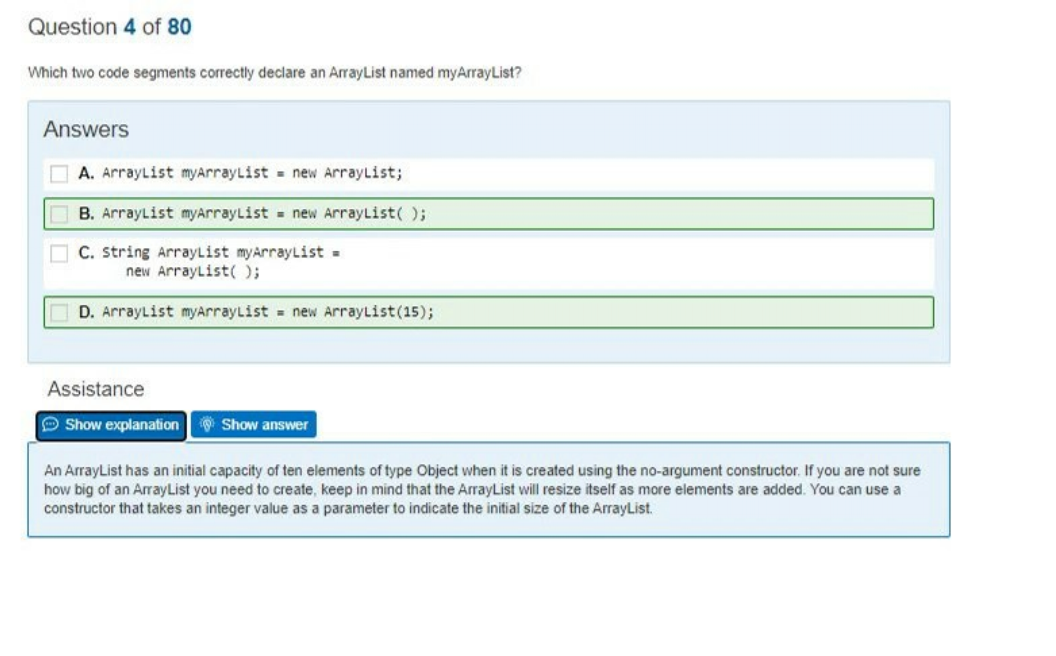 Question 4 of 80
Which two code segments correctly declare an ArrayList named myArrayList?
Answers
A. ArrayList myArrayList = new ArrayList;
B. ArrayList myArrayList = new ArrayList( );
C. String ArrayList myArrayList =
new ArrayList( );
D. ArrayList myArrayList = new ArrayList(15);
Assistance
Show explanation Show answer
An ArrayList has an initial capacity of ten elements of type Object when it is created using the no-argument constructor. If you are not sure
how big of an ArrayList you need to create, keep in mind that the ArrayList will resize itself as more elements are added. You can use a
constructor that takes an integer value as a parameter to indicate the initial size of the ArrayList.